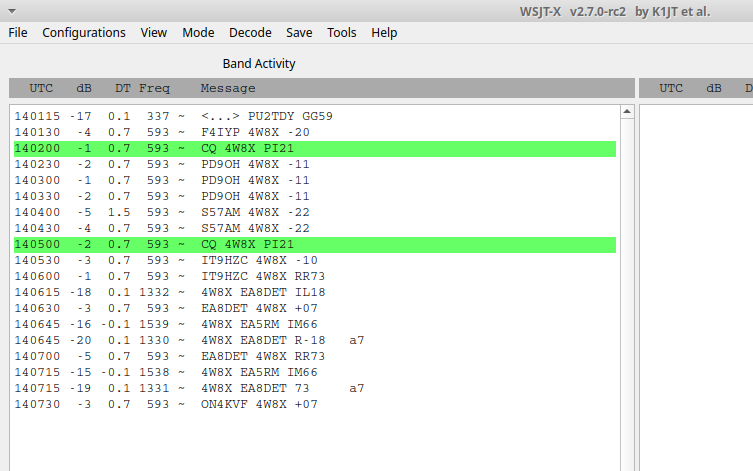 WSJT-X v2.7.0-rc2 by K1JT et al.
File Configurations View Mode Decode Save Tools Help
Band Activity
UTC dB DT Freq Message UTC dB D
140115 -17 0.1 337 ~ <...> PU2TDY GG59
140130 -4 0.7 593 ~ F4IYP 4W8X -20
140200 -1 0.7 593 ~ CQ 4W8X PI21
140230 -2 0.7 593 ~ PD9OH 4W8X -11
140300 -1 0.7 593 ~ PD9OH 4W8X -11
140330 -2 0.7 593 ~ PD9OH 4W8X -11
140400 -5 1.5 593 ~ S57AM 4W8X -22
140430 -4 0.7 593 ~ S57AM 4W8X -22
140500 -2 0.7 593 ~ CQ 4W8X PI21
140530 -3 0.7 593 ~ IT9HZC 4W8X -10
140600 -1 0.7 593 ~ IT9HZC 4W8X RR73
140615 -18 0.1 1332 ~ 4W8X EA8DET IL18
140630 -3 0.7 593 ~ EA8DET 4W8X +07
140645 -16 -0.1 1539 ~ 4W8X EA5RM IM66
140645 -20 0.1 1330 ~ 4W8X EA8DET R-18 a7
140700 -5 0.7 593 ~ EA8DET 4W8X RR73
140715 -15 -0.1 1538 ~ 4W8X EA5RM IM66
140715 -19 0.1 1331 ~ 4W8X EA8DET 73 a7
140730 -3 0.7 593 ~ ON4KVF 4W8X +07